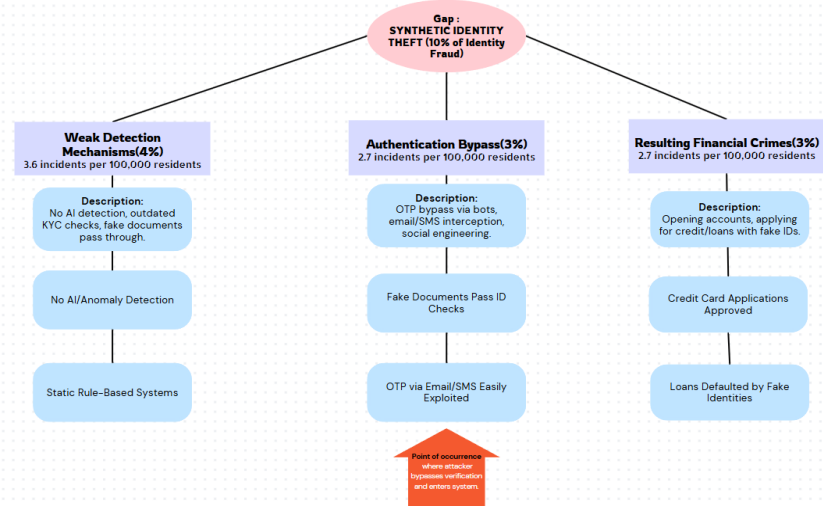 Gap :
SYNTHETIC IDENTITY
THEFT (10% of Identity
Fraud)
Weak Detection
Mechanisms(4%)
3.6 incidents per 100,000 residents
Authentication Bypass(3%)
2.7 incidents per 100,000 residents
Resulting Financial Crimes(3%)
2.7 incidents per 100,000 residents
Description:
No AI detection, outdated
KYC checks, fake documents
pass through.
Description:
OTP bypass via bots,
email/SMS interception,
social engineering.
Description:
Opening accounts, applying
for credit/loans with fake IDs.
No AI/Anomaly Detection
Fake Documents Pass ID
Checks
Credit Card Applications
Approved
Static Rule-Based Systems
OTP via Email/SMS Easily
Exploited
Loans Defaulted by Fake
Identities
Point of occurrence
where attacker
bypasses verification
and enters system.